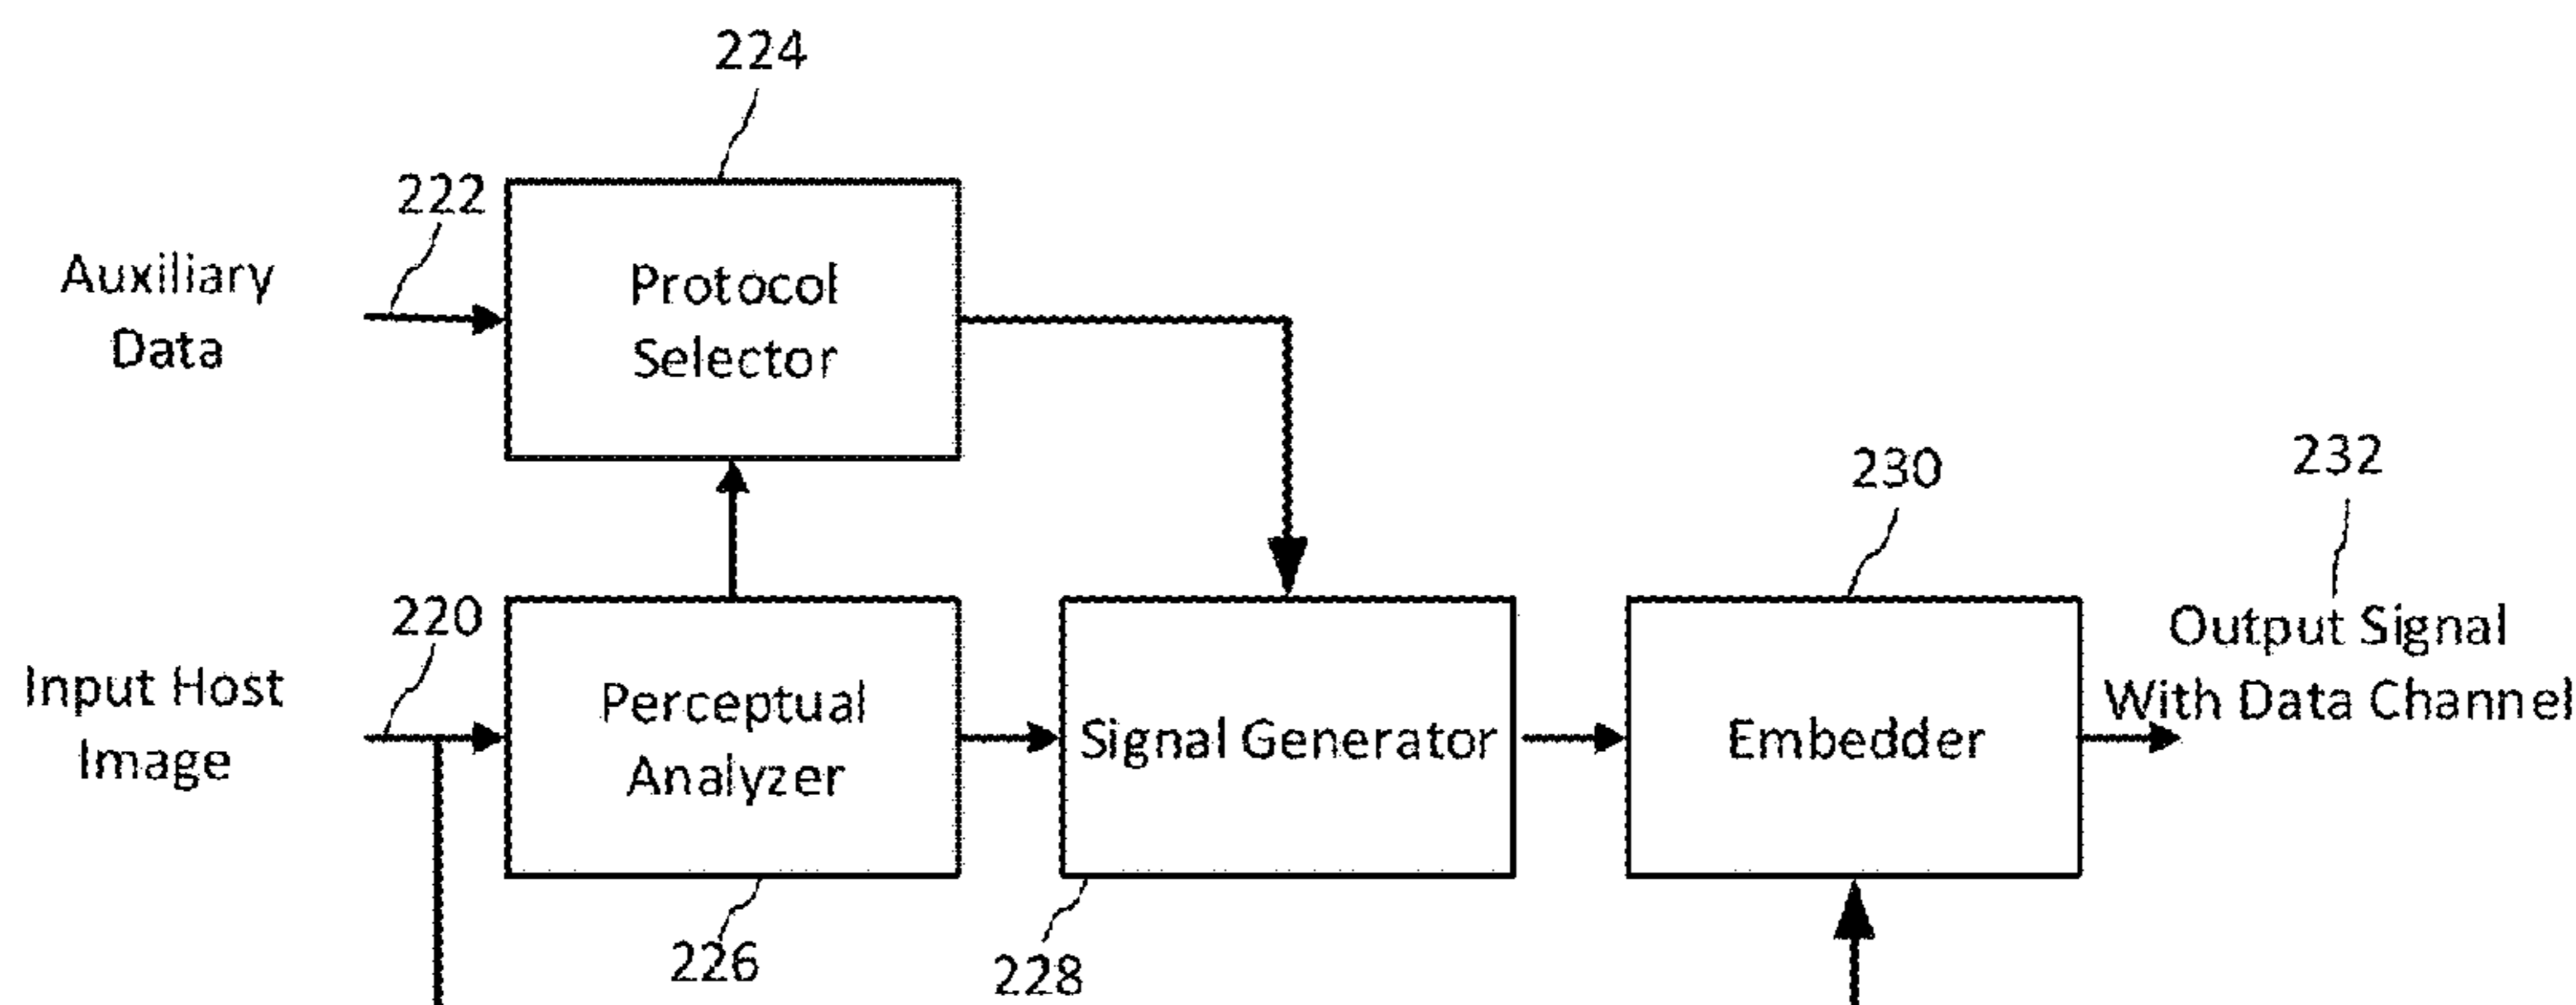 224
222
Auxiliary
Data
Protocol
Selector
230
232
220
Input Host
Image
Perceptual
Analyzer
Signal Generator
Embedder
Output Signal
With Data Channel
226
228